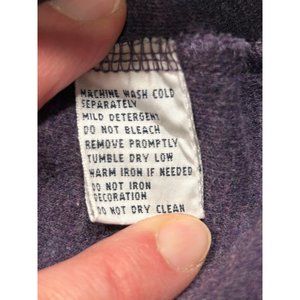 MACHINE WASH COLD
SEPARATELY
MILD DETERGENT
DO NOT BLEACH
REMOVE PROMPTLY
TUMBLE DRY LOW
WARM IRON IF NEEDED
DO NOT IRON
DECORATION
DO NOT DRY CLEAN